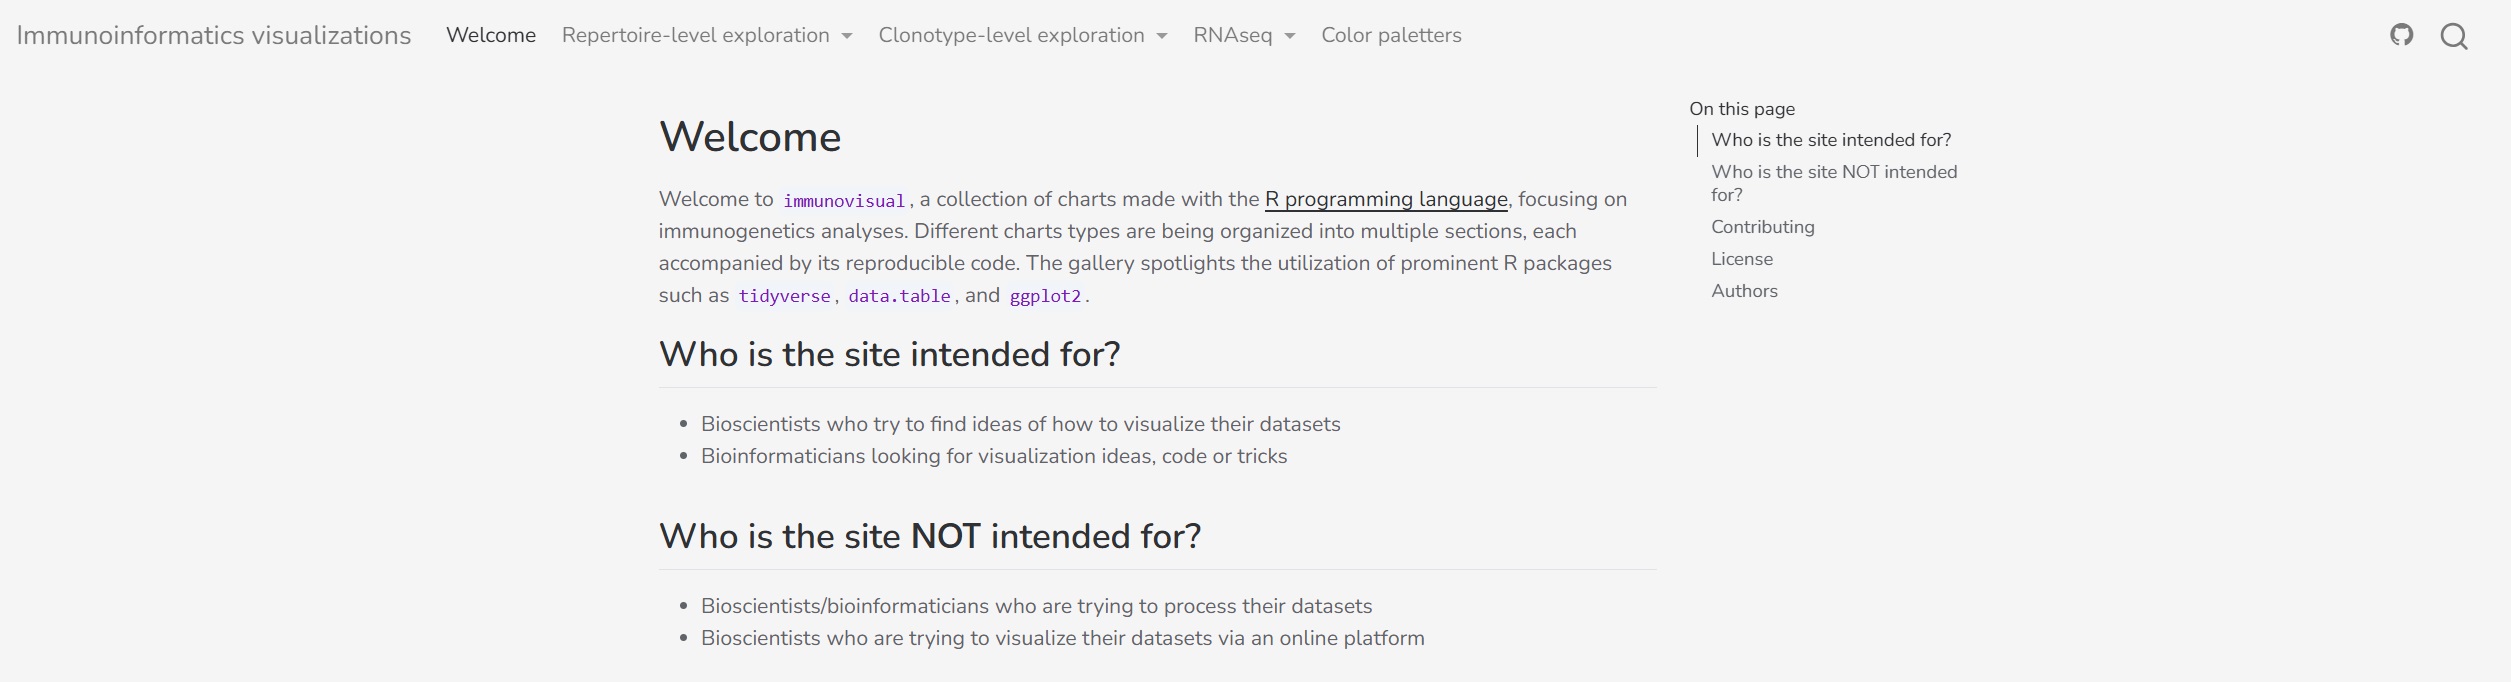 Immunoinformatics visualizations Welcome Repertoire-level exploration Clonotype-level exploration RNAseq Color paletters
Welcome
Welcome to immunovisual, a collection of charts made with the R programming language, focusing on
immunogenetics analyses. Different charts types are being organized into multiple sections, each
accompanied by its reproducible code. The gallery spotlights the utilization of prominent R packages
such as tidyverse, data.table, and ggplot2.
Who is the site intended for?
Bioscientists who try to find ideas of how to visualize their datasets
Bioinformaticians looking for visualization ideas, code or tricks
Who is the site NOT intended for?
Bioscientists/bioinformaticians who are trying to process their datasets
Bioscientists who are trying to visualize their datasets via an online platform
On this page
Who is the site intended for?
Who is the site NOT intended
for?
Contributing
License
Authors